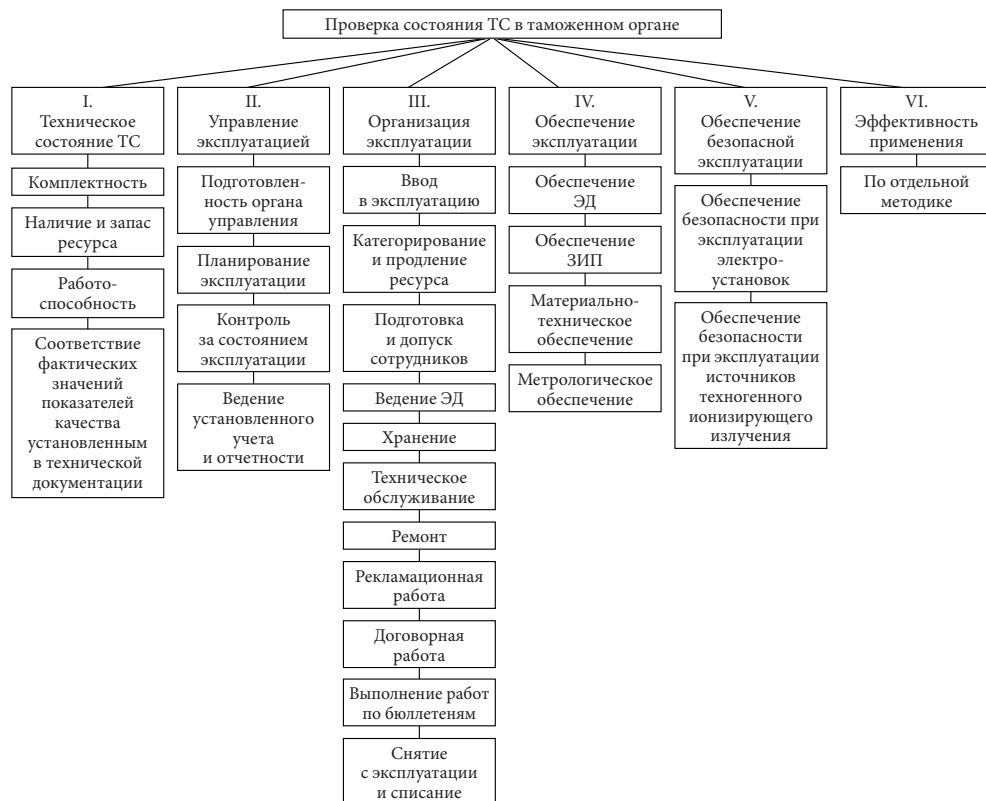 Проверка состояния ТС в таможенном органе
I.
Техническое
состояние ТС
Комплектность
Наличие и запас
ресурса
Работо-
способность
Соответствие
фактических
значений
показателей
качества
установленным
в технической
документации
II.
Управление
эксплуатацией
Подготовлен-
ность органа
управления
Планирование
эксплуатации
Контроль
за состоянием
эксплуатации
Ведение
установленного
учета
и отчетности
III.
Организация
эксплуатации
Ввод
в эксплуатацию
Категорирование
и продление
ресурса
Подготовка
и допуск
сотрудников
Ведение ЭД
Хранение
Техническое
обслуживание
Ремонт
Рекламационная
работа
Договорная
работа
Выполнение работ
по бюллетеням
Снятие
с эксплуатации
и списание
IV.
Обеспечение
эксплуатации
Обеспечение
ЭД
Обеспечение
ЗИП
Материально-
техническое
обеспечение
Метрологическое
обеспечение
V.
Обеспечение
безопасной
эксплуатации
Обеспечение
безопасности при
эксплуатации
электро-
установок
Обеспечение
безопасности
при эксплуатации
источников
техногенного
ионизирующего
излучения
VI.
Эффективность
применения
По отдельной
методике